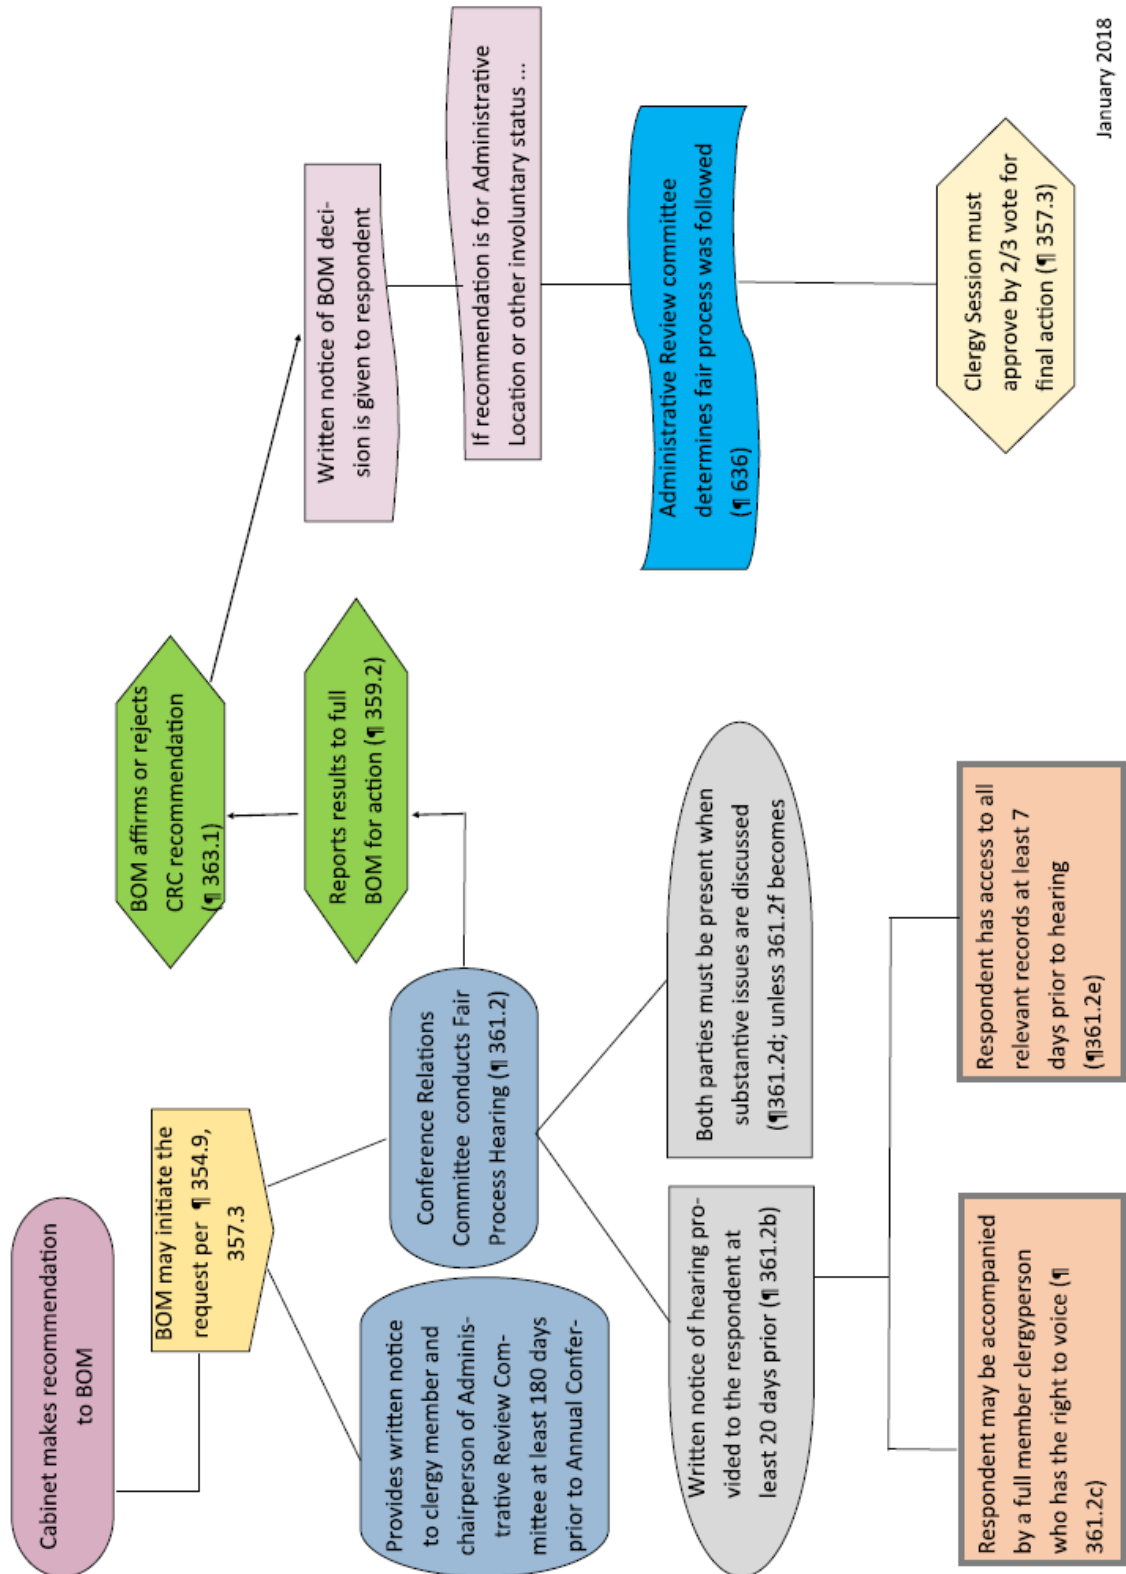 Cabinet makes recommendation
to BOM
BOM may initiate the
request per ¶ 354.9,
357.3
Provides written notice
to clergy member and
chairperson of Adminis-
trative Review Com-
mittee at least 180 days
prior to Annual Confer-
Conference Relations
Committee conducts Fair
Process Hearing (¶ 361.2)
Written notice of hearing pro-
vided to the respondent at
least 20 days prior (¶ 361.2b)
Both parties must be present when
substantive issues are discussed
(¶361.2d; unless 361.2f becomes
Respondent may be accompanied
by a full member clergyperson
who has the right to voice (¶
361.2c)
Respondent has access to all
relevant records at least 7
days prior to hearing
(¶361.2e)
Reports results to full
BOM for action (¶ 359.2)
BOM affirms or rejects
CRC recommendation
(¶ 363.1)
Written notice of BOM deci-
sion is given to respondent
If recommendation is for Administrative
Location or other involuntary status ...
Administrative Review committee
determines fair process was followed
(¶ 636)
Clergy Session must
approve by 2/3 vote for
final action (¶ 357.3)
January 2018